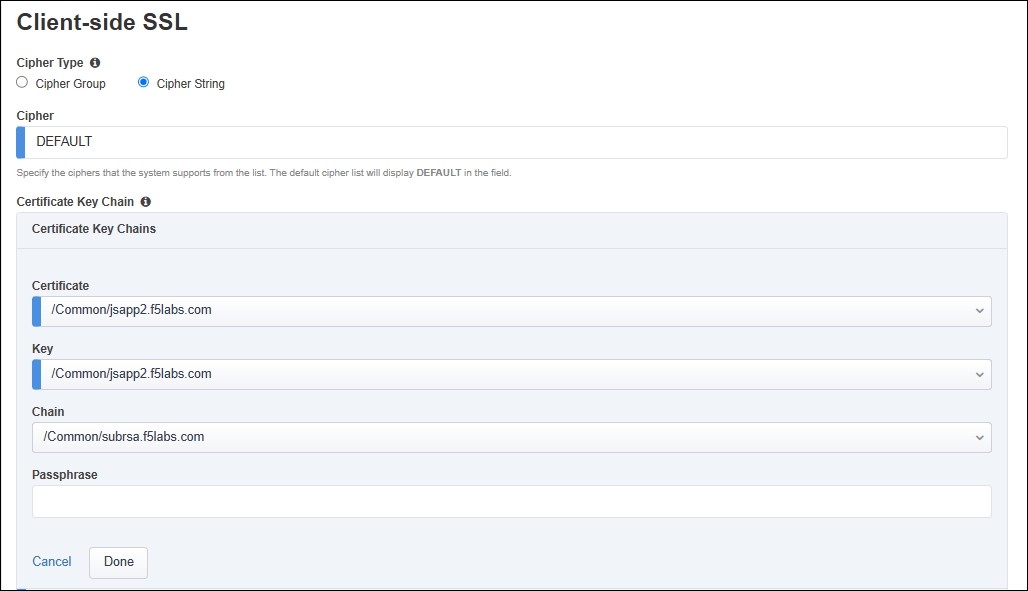 Client-side SSL
Cipher Type
Cipher Group Cipher String
Cipher
DEFAULT
Specify the ciphers that the system supports from the list. The default cipher list will display DEFAULT in the field.
Certificate Key Chain
Certificate Key Chains
Certificate
/Common/jsapp2.f5labs.com
Key
/Common/jsapp2.f5labs.com
Chain
/Common/subrsa.f5labs.com
Passphrase
Cancel Done